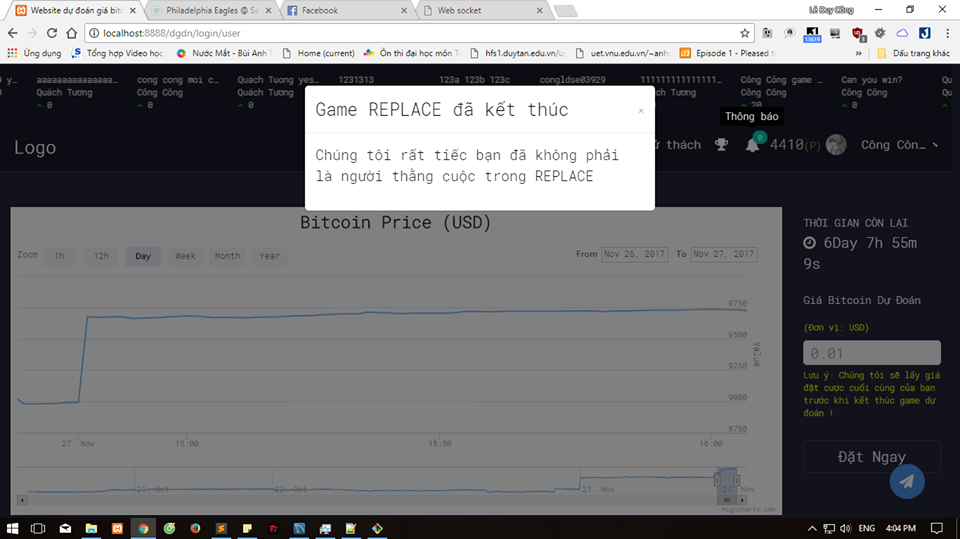 Website dự đoán giá bitc
Philadelphia Eagles @ Se
Facebook
Web socket
Lê Duy Công
localhost:8888/dgdn/login/user
13619
Ứng dụng
Tổng hợp Video học
Nước Mắt - Bùi Anh
Home (current)
Ôn thi đại học môn
hfs1.duytan.edu.vn/u
uet.vnu.edu.vn/~anh
Episode 1 - Pleased t
»
Dấu trang khác
aaaaaaaaaaaaaaa…
cong cong moi c…
Quach Tuong yes…
1231313
123a 123b 123c
congldse03929
111111111111111…
Công Công game …
Can you win?
Quách Tương
Công Công
Quách Tương
Công Công
Công Công
0
0
0
20
0
Game REPLACE đã kết thúc
×
Chúng tôi rất tiếc bạn đã không phải
là người thắng cuộc trong REPLACE
Thông báo
Logo
thách
0
4410(P)
Công Côn…
Bitcoin Price (USD)
Zoom
1h
12h
Day
Week
Month
Year
From
Nov 26, 2017
To
Nov 27, 2017
9750
9500
9250
9000
8750
Value
27. Nov
15:00
15:30
16:00
21. Oct
21. Nov
27. Nov
Highcharts.com
THỜI GIAN CÒN LẠI
6Day 7h 55m
9s
Giá Bitcoin Dự Đoán
(Đơn vị: USD)
0.01
Lưu ý: Chúng tôi sẽ lấy giá
đặt cược cuối cùng của bạn
trước khi kết thúc game dự
đoán !
Đặt Ngay
ENG
4:04 PM